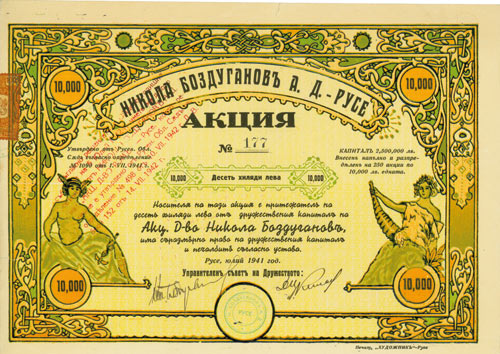 НИКОЛА БОЗДУГАНОВЪ А. Д. - РУСЕ
10,000
10,000
АКЦИЯ
№ 177
КАПИТАЛЪ 2,500,000 лв.
Внесенъ напълно и разпре-
дѣленъ на 250 акции по
10,000 лв. едната.
10,000
Десеть хиляди лева
10,000
Носителя на тази акция е притежатель на
десеть хиляди лева отъ дружествения капиталъ на
Акц. Д-во Никола Боздугановъ,
има съразмѣрно право на дружествения капиталъ
и печалбитѣ съгласно устава.
Русе, юлий 1941 год.
Управителенъ съветъ на Дружеството:
10,000
10,000
Печатн. „ХУДОЖНИКЪ"—Русе